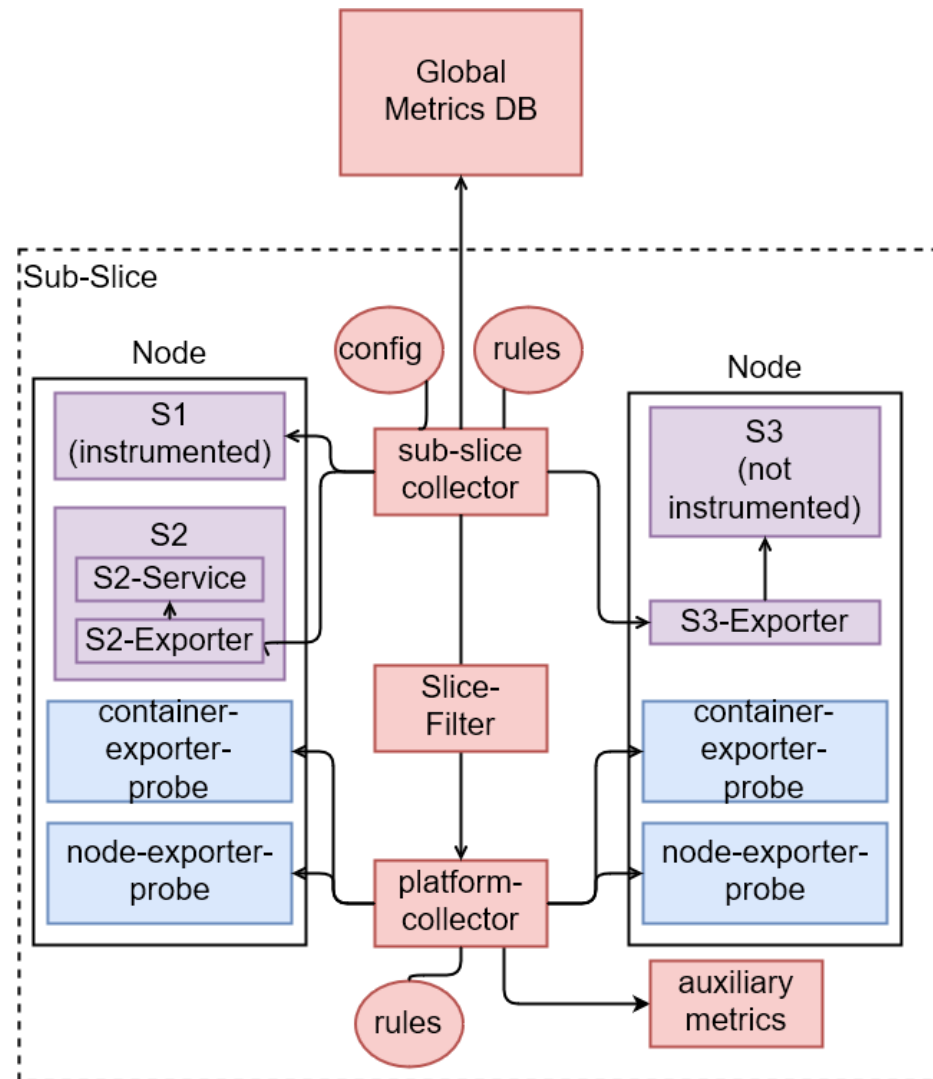 Global
Metrics DB
Sub-Slice
config
rules
Node
Node
S1
(instrumented)
sub-slice
collector
S3
(not
instrumented)
S2
S2-Service
S2-Exporter
S3-Exporter
Slice-
Filter
container-
exporter-
probe
container-
exporter-
probe
node-exporter-
probe
platform-
collector
node-exporter-
probe
rules
auxiliary
metrics